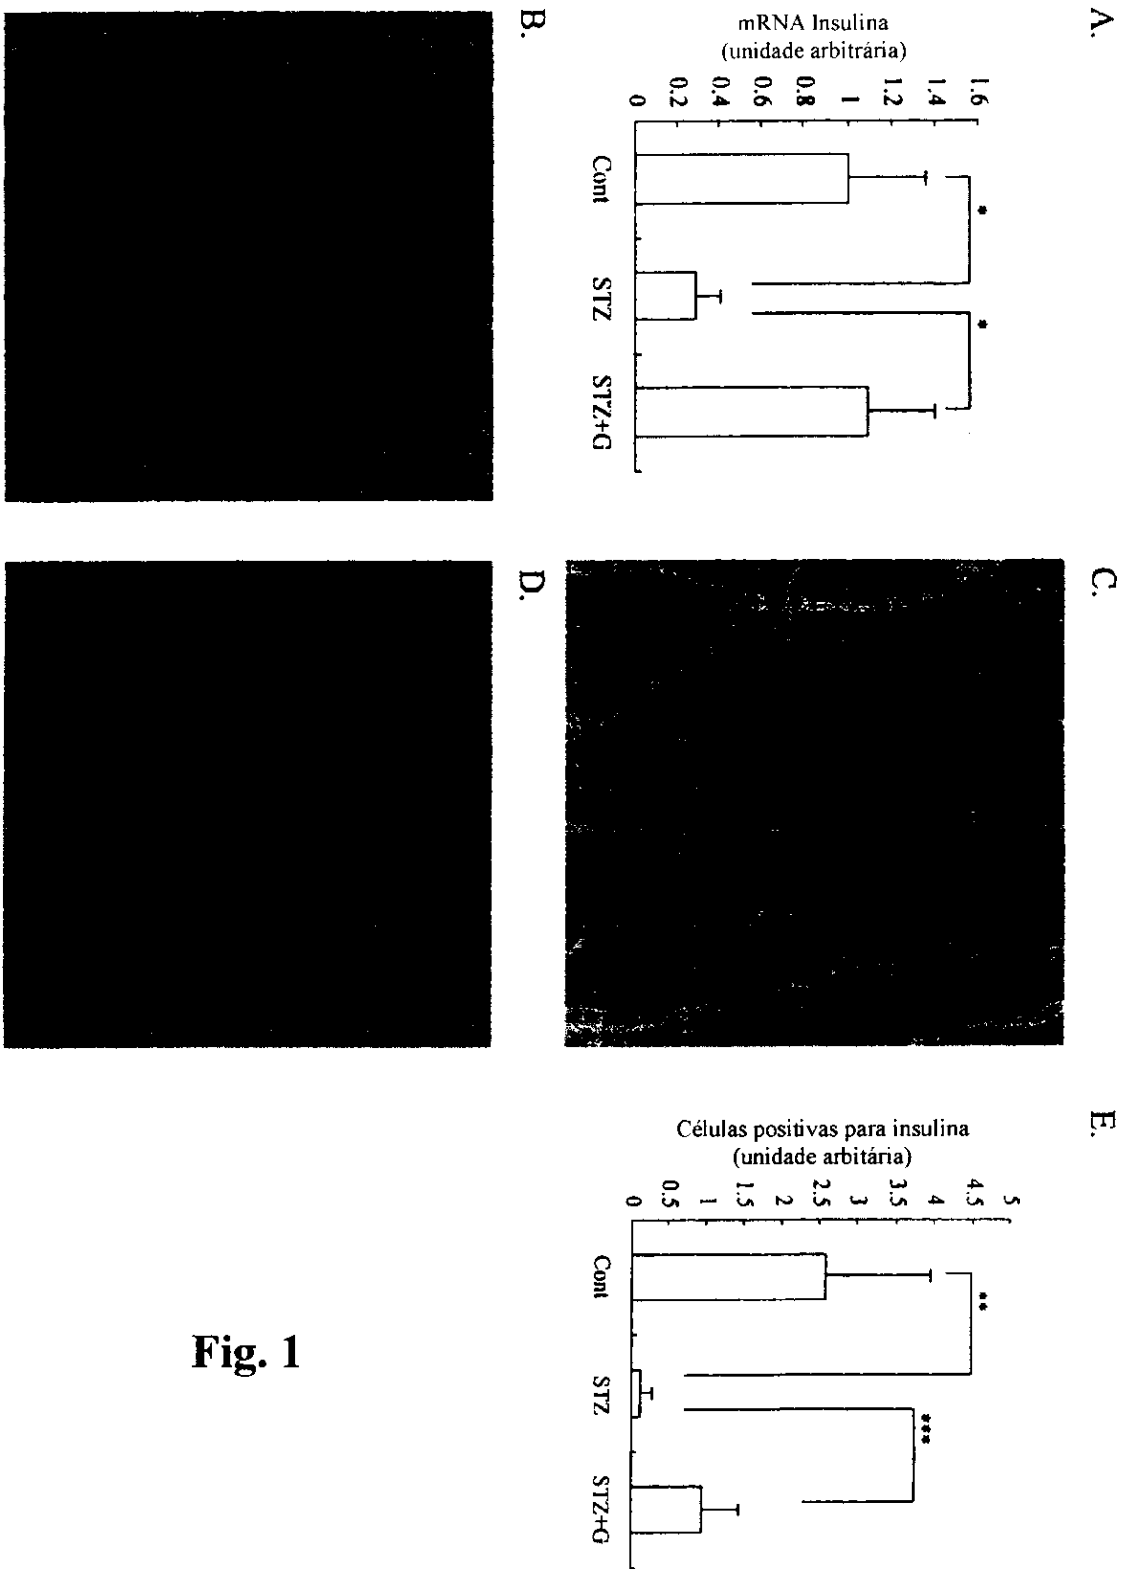 A.
mRNA Insulina
(unidade arbitrária)
1.6
1.4
1.2
1
0.8
0.6
0.4
0.2
0
*
*
Cont
STZ
STZ+G
B.
C.
D.
E.
Células positivas para insulina
(unidade arbitária)
5
4.5
4
3.5
3
2.5
2
1.5
1
0.5
0
**
***
Cont
STZ
STZ+G
Fig. 1